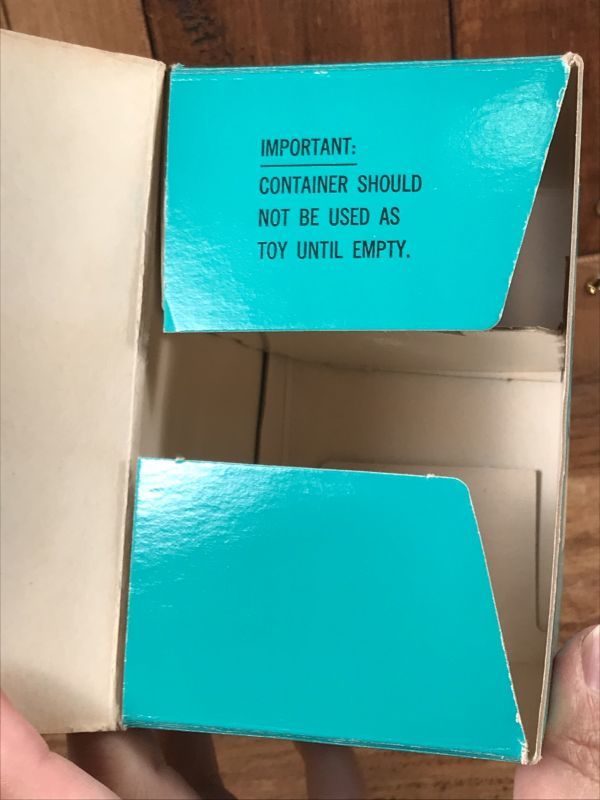 IMPORTANT:
CONTAINER SHOULD
NOT BE USED AS
TOY UNTIL EMPTY.